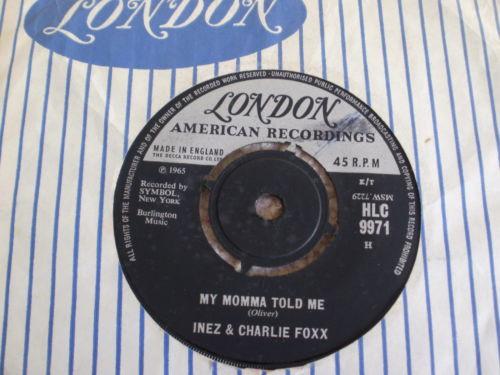 LONDON
ALL RIGHTS OF THE MANUFACTURER AND OF THE OWNER OF THE RECORDED WORK RESERVED · UNAUTHORISED PUBLIC PERFORMANCE BROADCASTING AND COPYING OF THIS RECORD PROHIBITED
LONDON
AMERICAN RECORDINGS
MADE IN ENGLAND
THE DECCA RECORD CO. LTD
45 R.P.M
℗ 1965
Recorded by
SYMBOL,
NEW YORK
Burlington
Music
E/T
MSW.7229
HLC
9971
H
MY MOMMA TOLD ME
(Oliver)
INEZ & CHARLIE FOXX